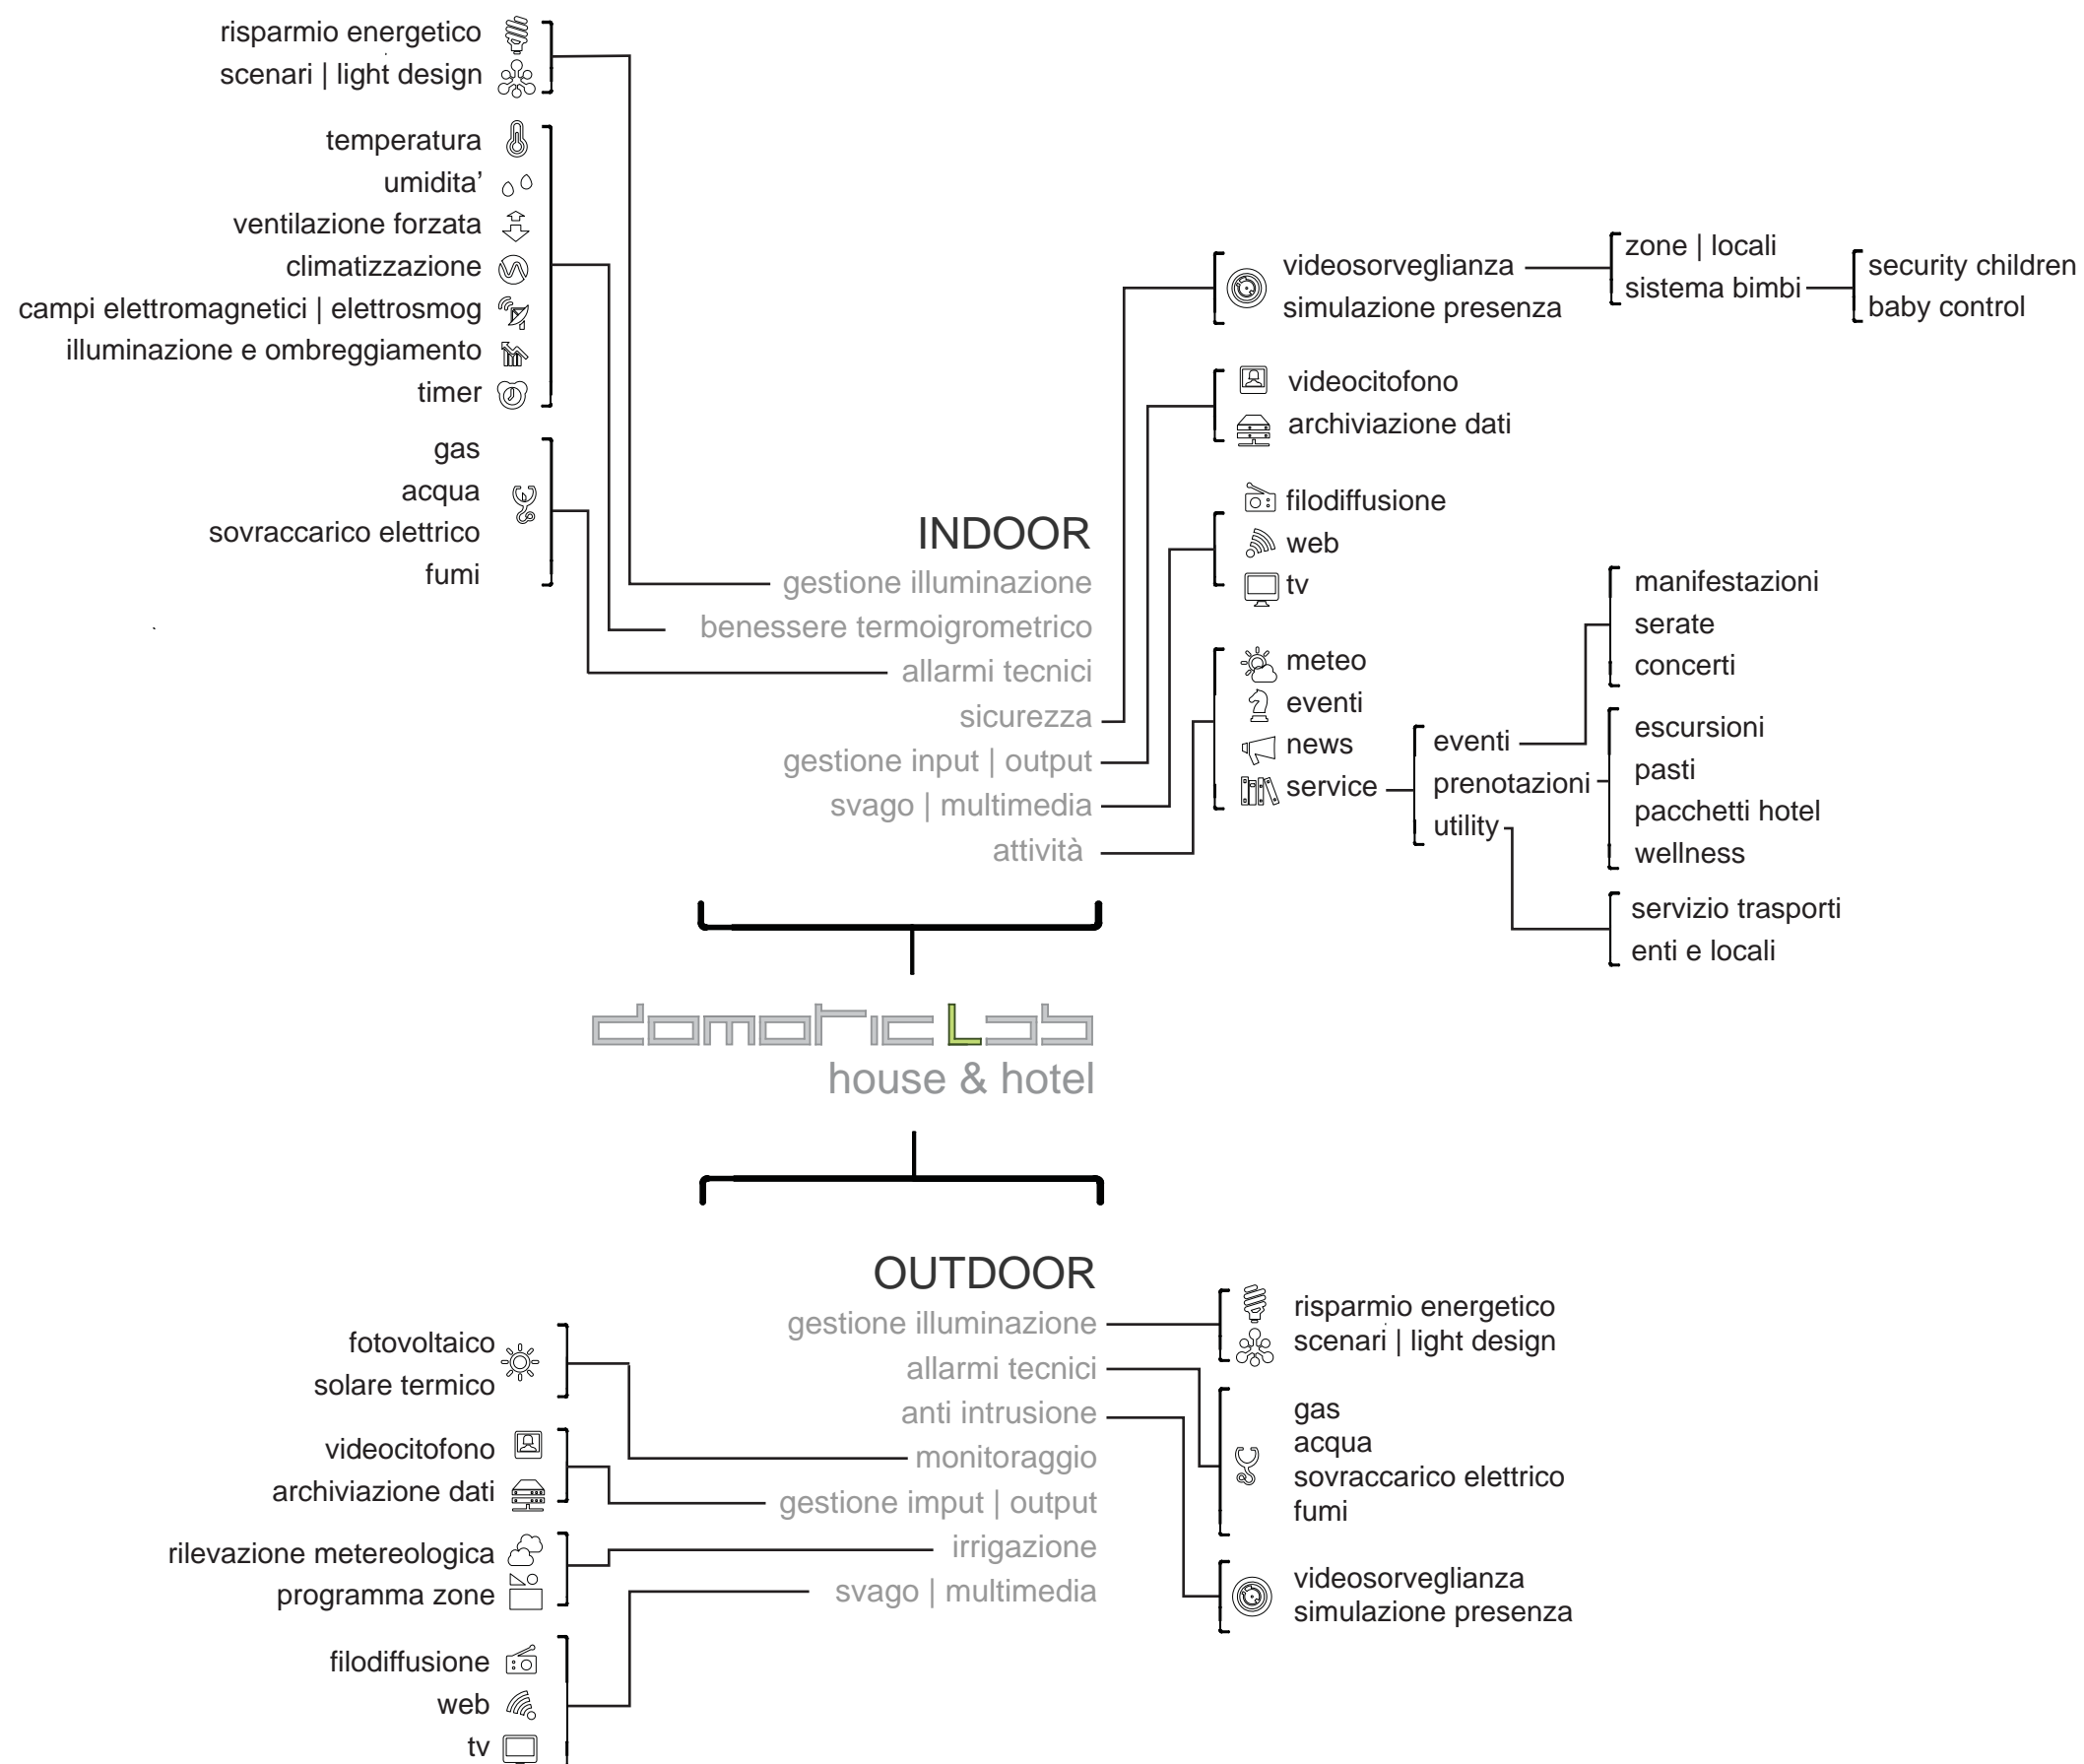 risparmio energetico
scenari | light design
temperatura
umidita’
ventilazione forzata
climatizzazione
campi elettromagnetici | elettrosmog
illuminazione e ombreggiamento
timer
gas
acqua
sovraccarico elettrico
fumi
INDOOR
gestione illuminazione
benessere termoigrometrico
allarmi tecnici
sicurezza
gestione input | output
svago | multimedia
attività
videosorveglianza
simulazione presenza
zone | locali
sistema bimbi
security children
baby control
videocitofono
archiviazione dati
filodiffusione
web
tv
meteo
eventi
news
service
eventi
prenotazioni
utility
manifestazioni
serate
concerti
escursioni
pasti
pacchetti hotel
wellness
servizio trasporti
enti e locali
domotic Lab
house & hotel
OUTDOOR
gestione illuminazione
allarmi tecnici
anti intrusione
monitoraggio
gestione imput | output
irrigazione
svago | multimedia
fotovoltaico
solare termico
videocitofono
archiviazione dati
rilevazione metereologica
programma zone
filodiffusione
web
tv
risparmio energetico
scenari | light design
gas
acqua
sovraccarico elettrico
fumi
videosorveglianza
simulazione presenza